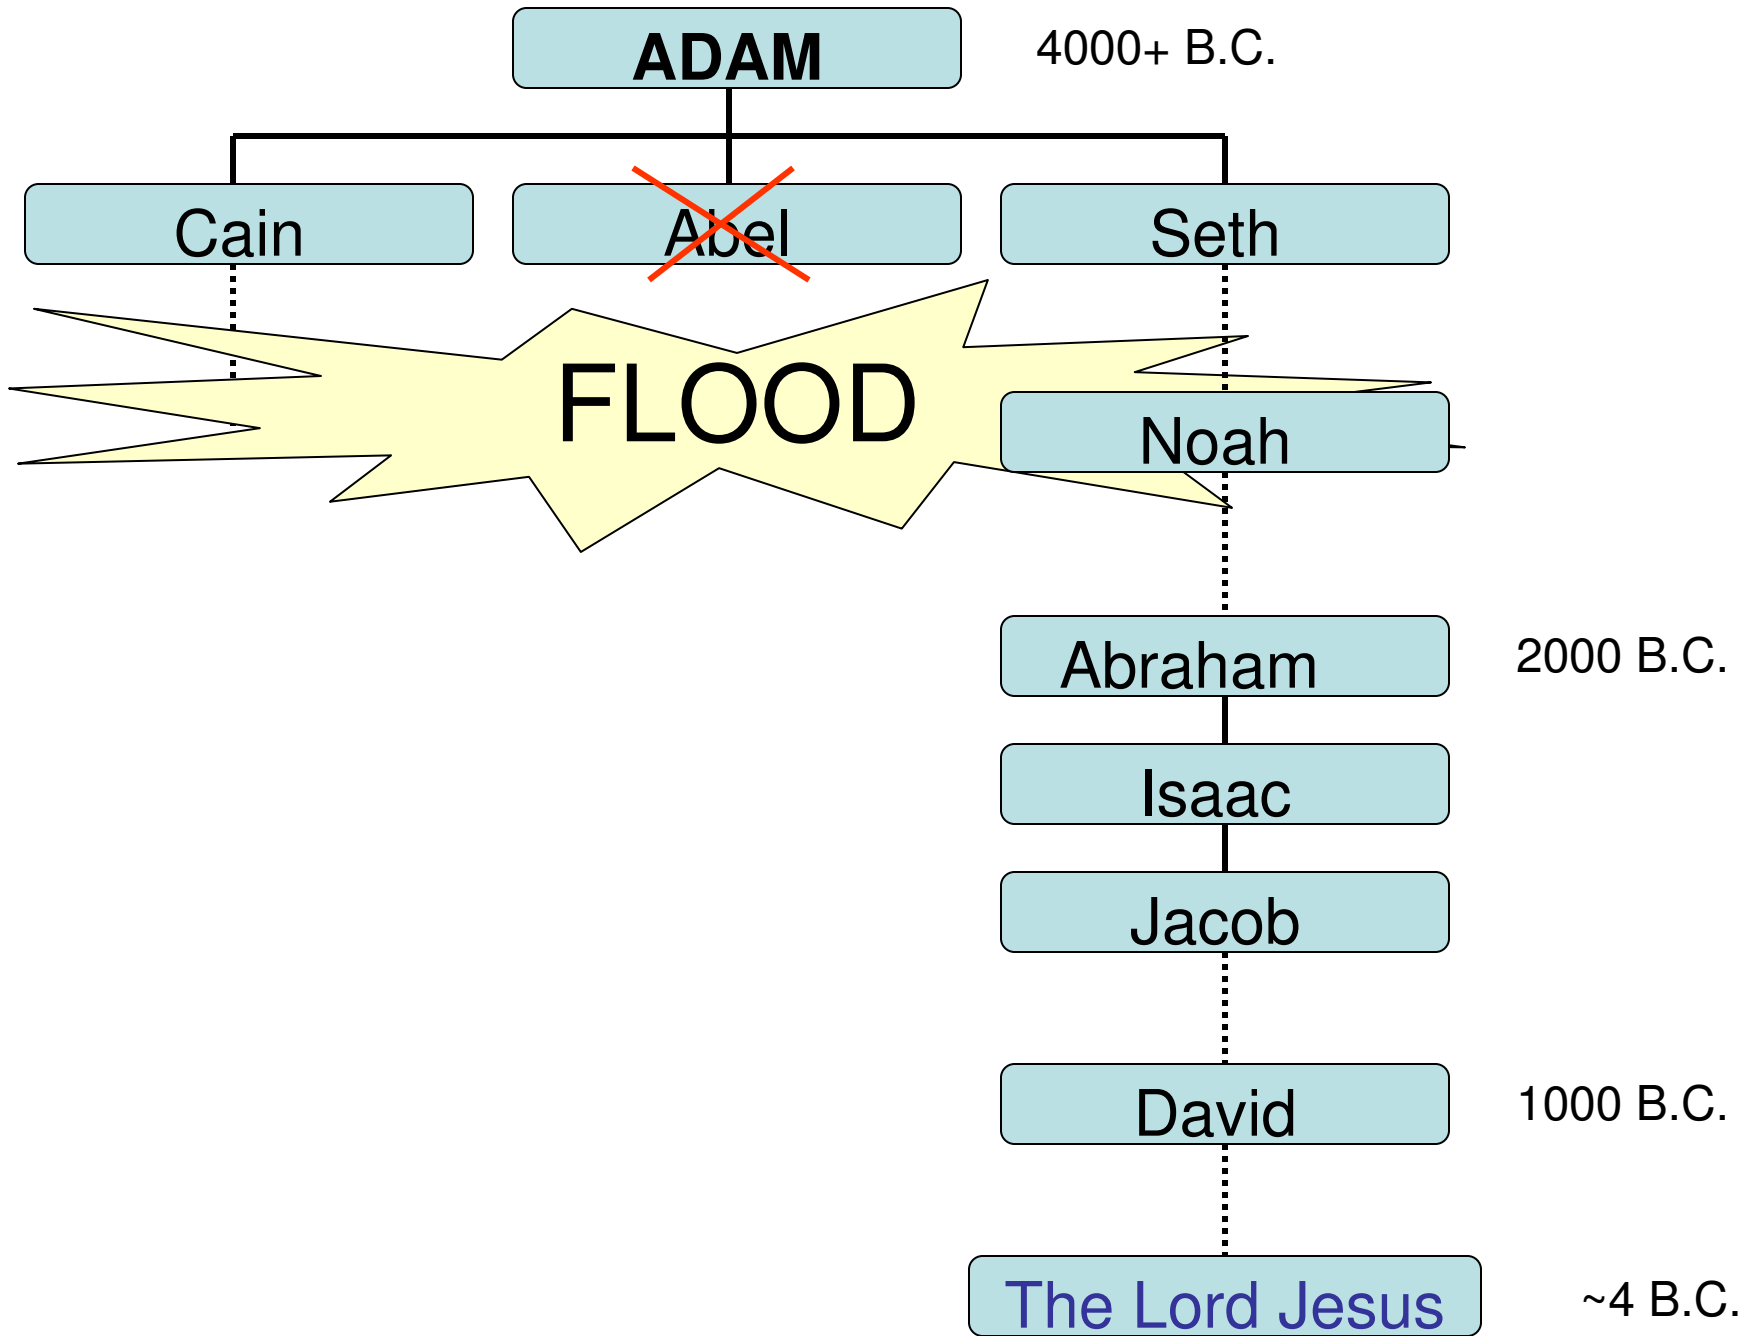 ADAM 4000+ B.C.
Cain Abel Seth
FLOOD
Noah
Abraham 2000 B.C.
Isaac
Jacob
David 1000 B.C.
The Lord Jesus ~4 B.C.